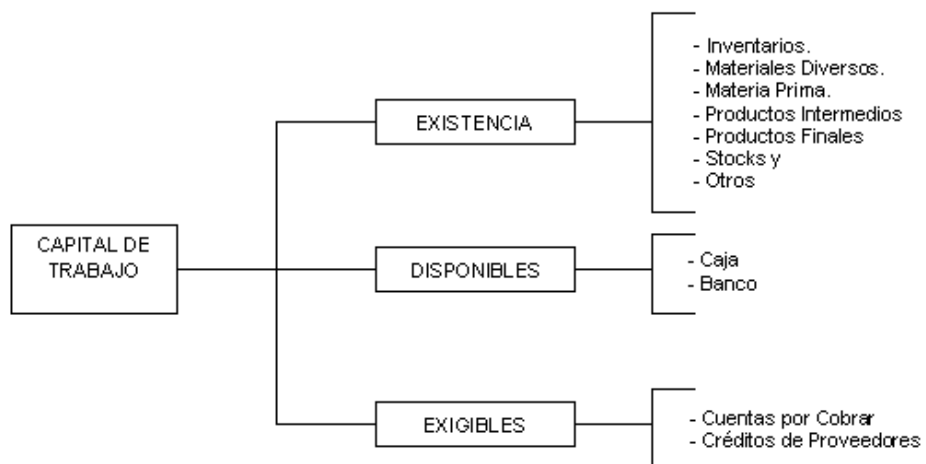 CAPITAL DE
TRABAJO
EXISTENCIA
- Inventarios.
- Materiales Diversos.
- Materia Prima.
- Productos Intermedios
- Productos Finales
- Stocks y
- Otros
DISPONIBLES
- Caja
- Banco
EXIGIBLES
- Cuentas por Cobrar
- Créditos de Proveedores